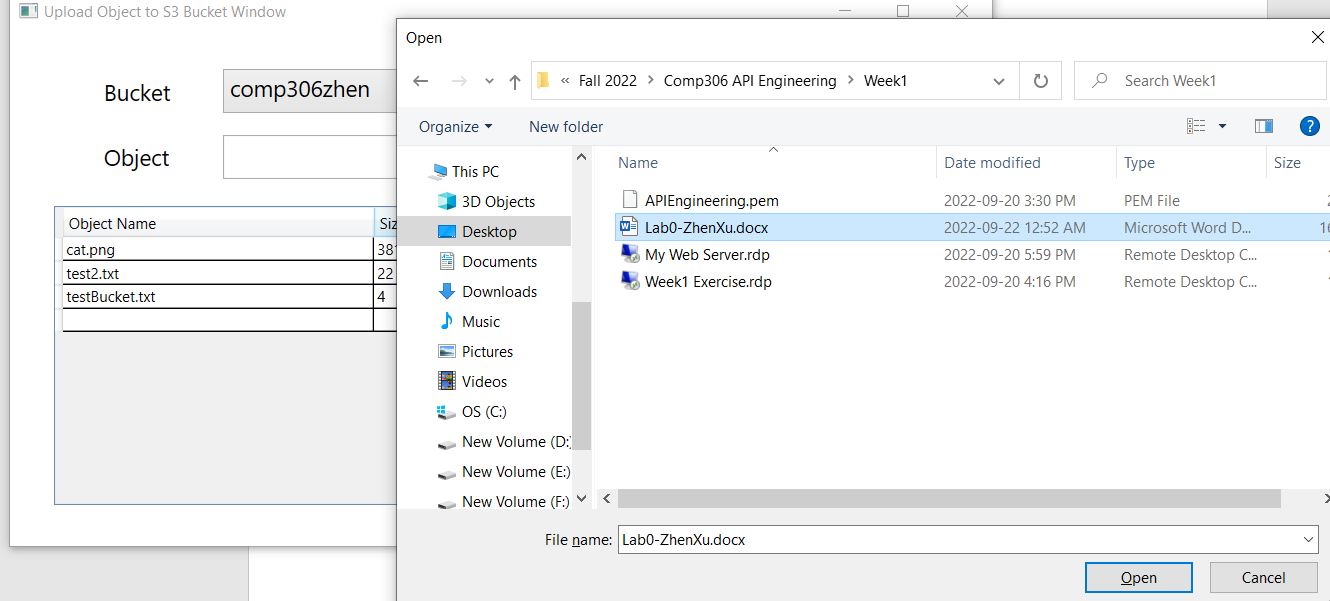 Upload Object to S3 Bucket Window
Bucket
comp306zhen
Object
Object Name
cat.png 381
test2.txt 22
testBucket.txt 4
Open
« Fall 2022 > Comp306 API Engineering > Week1
Search Week1
Organize
New folder
?
This PC
3D Objects
Desktop
Documents
Downloads
Music
Pictures
Videos
OS (C:)
New Volume (D:)
New Volume (E:)
New Volume (F:)
Name Date modified Type Size
APIEngineering.pem 2022-09-20 3:30 PM PEM File
Lab0-ZhenXu.docx 2022-09-22 12:52 AM Microsoft Word D...
My Web Server.rdp 2022-09-20 5:59 PM Remote Desktop C...
Week1 Exercise.rdp 2022-09-20 4:16 PM Remote Desktop C...
File name: Lab0-ZhenXu.docx
Open
Cancel